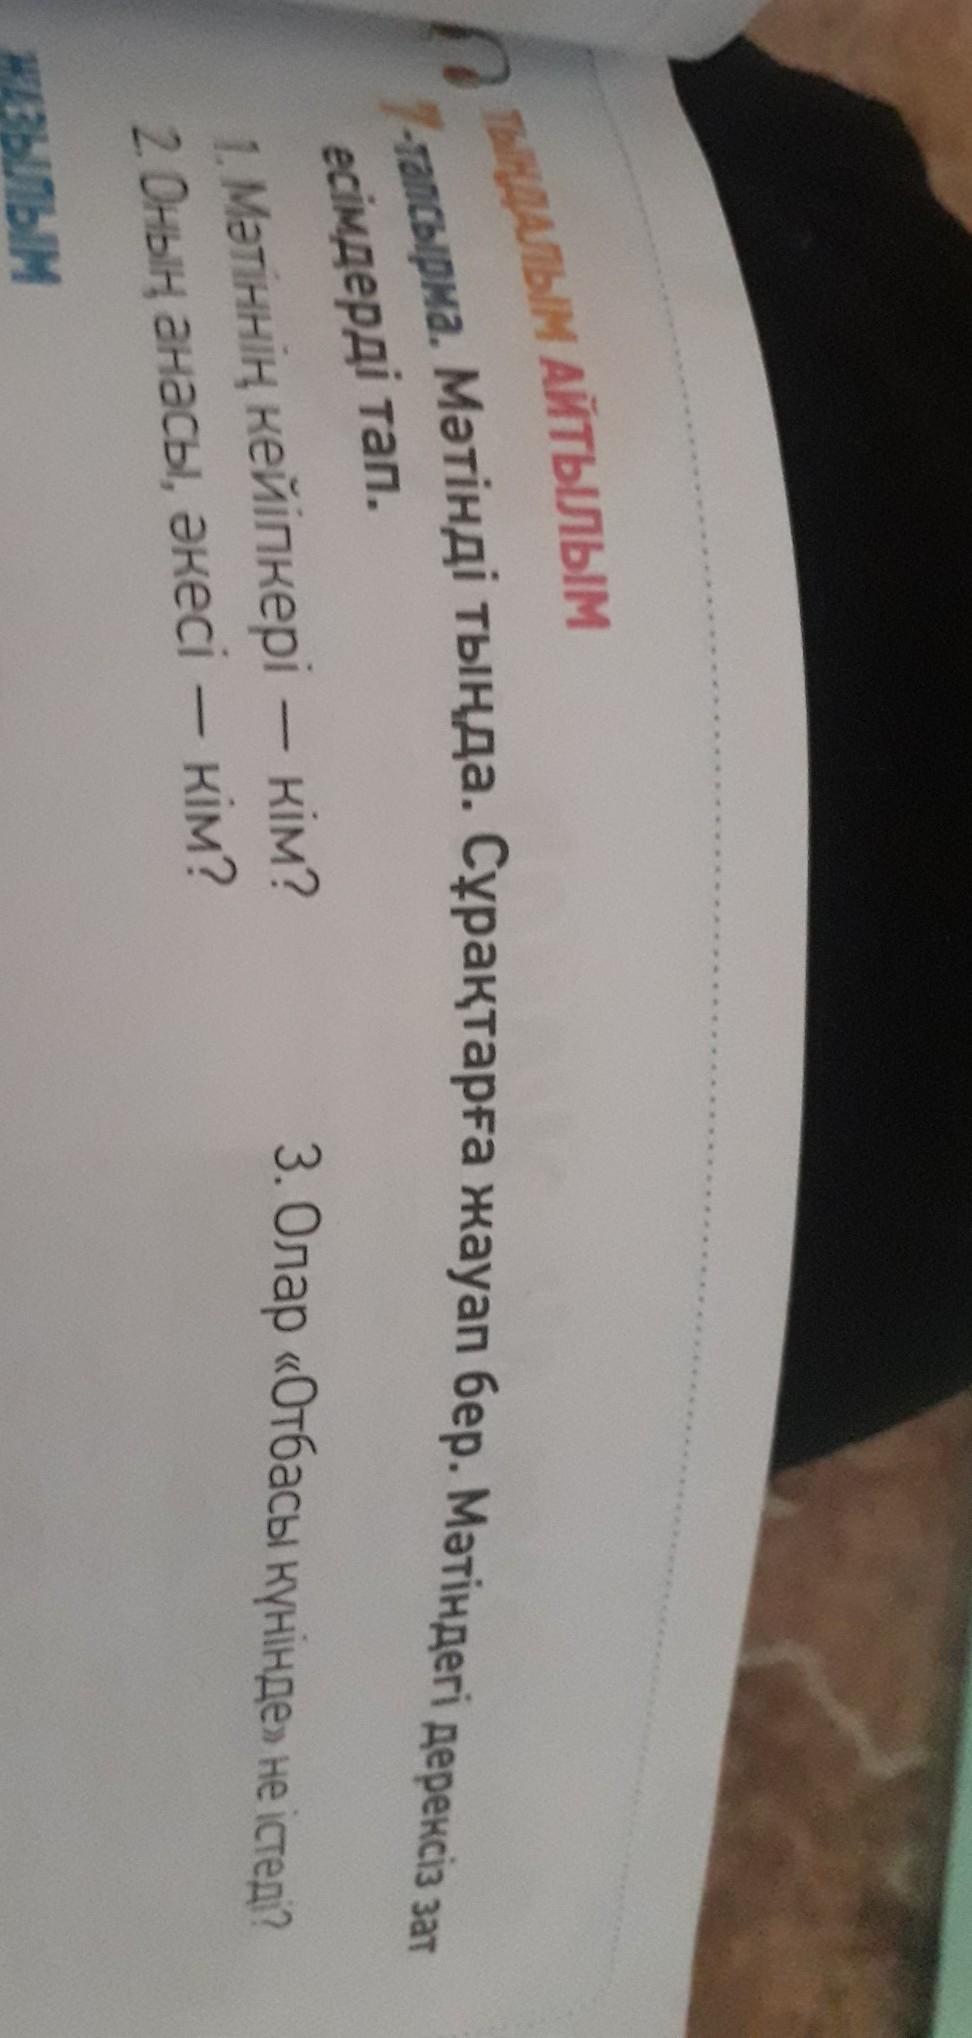 ТЫҢДАЛЫМ АЙТЫЛЫМ
7-тапсырма. Мәтінді тыңда. Сұрақтарға жауап бер. Мәтіндегі дерексіз зат
есімдерді тап.
1. Мәтіннің кейіпкері — кім?
2. Оның анасы, әкесі — кім?
3. Олар «Отбасы күнінде» не істеді?
ЖАЗЫЛЫМ